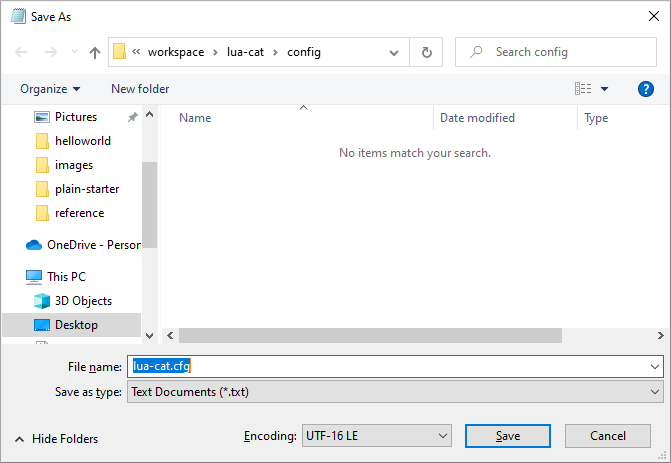 Save As
« workspace › lua-cat › config
Search config
Organize
New folder
?
Name
Date modified
Type
No items match your search.
Pictures
helloworld
images
plain-starter
reference
OneDrive - Person
This PC
3D Objects
Desktop
File name: lua-cat.cfg
Save as type: Text Documents (*.txt)
Hide Folders
Encoding: UTF-16 LE
Save
Cancel